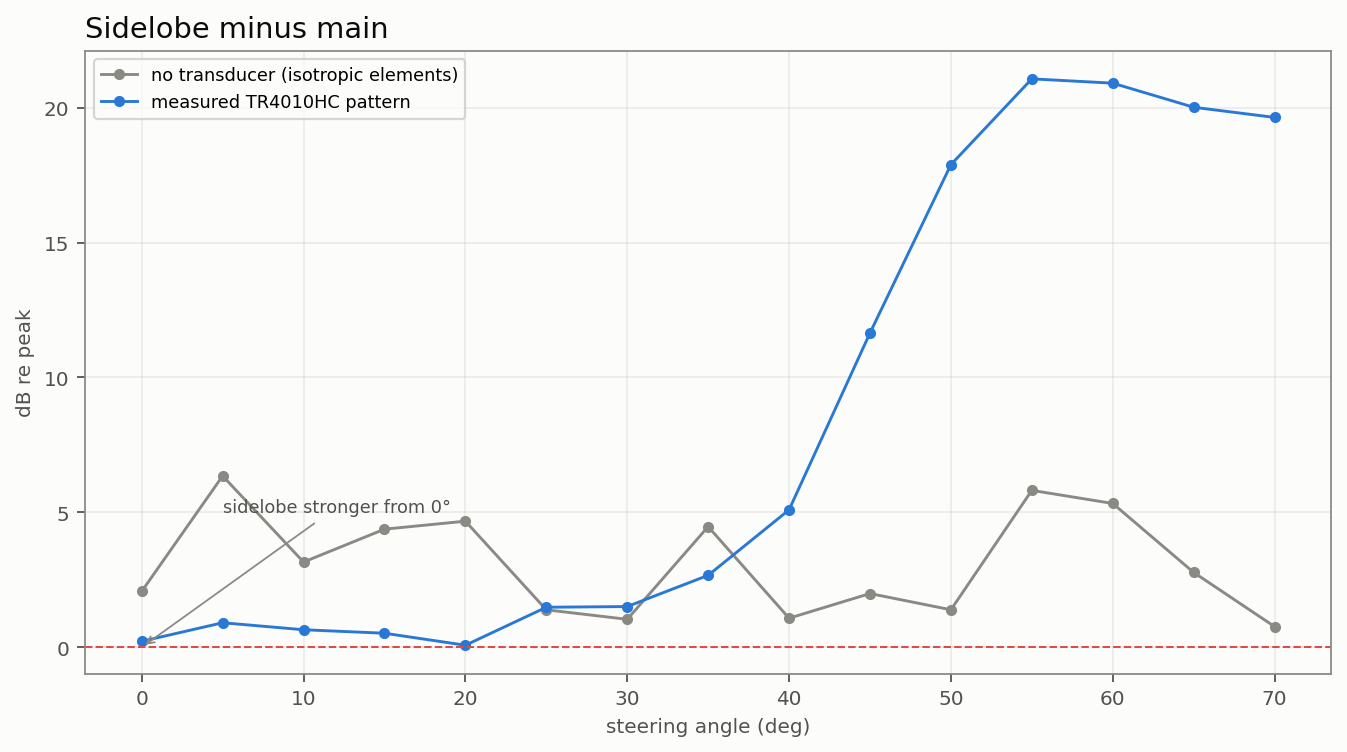 Sidelobe minus main
no transducer (isotropic elements)
measured TR4010HC pattern
dB re peak
20
15
10
5
0
sidelobe stronger from 0°
0 10 20 30 40 50 60 70
steering angle (deg)